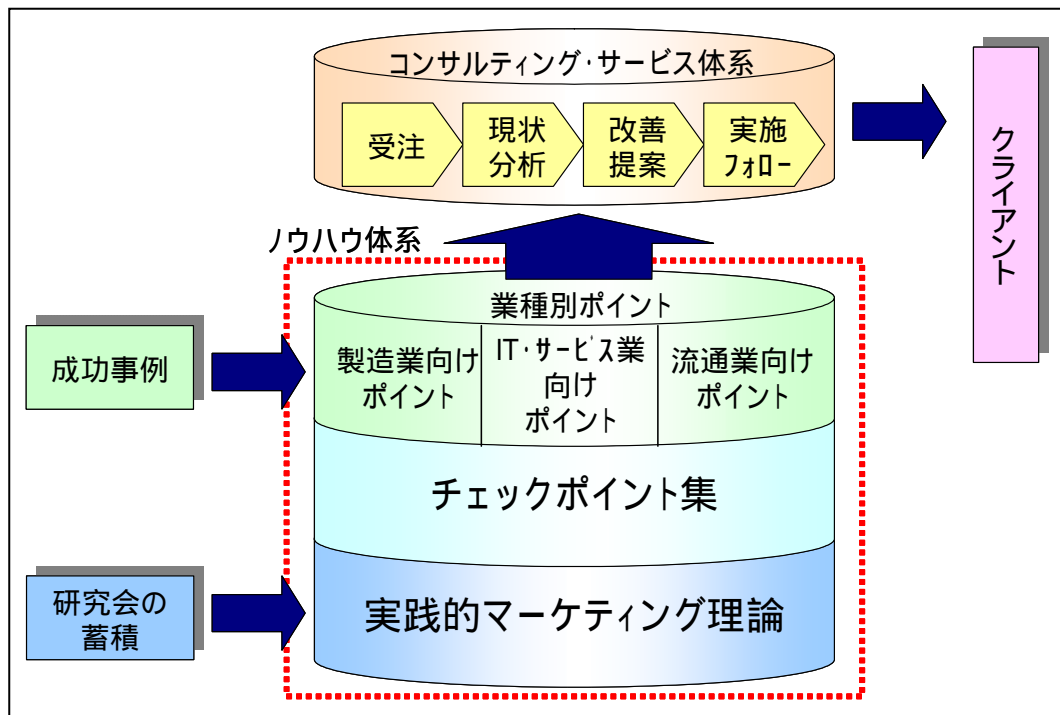 コンサルティング・サービス体系
受注
現状
分析
改善
提案
実施
フォロー
クライアント
ノウハウ体系
業種別ポイント
製造業向け
ポイント
IT・サービス業
向け
ポイント
流通業向け
ポイント
成功事例
チェックポイント集
研究会の
蓄積
実践的マーケティング理論